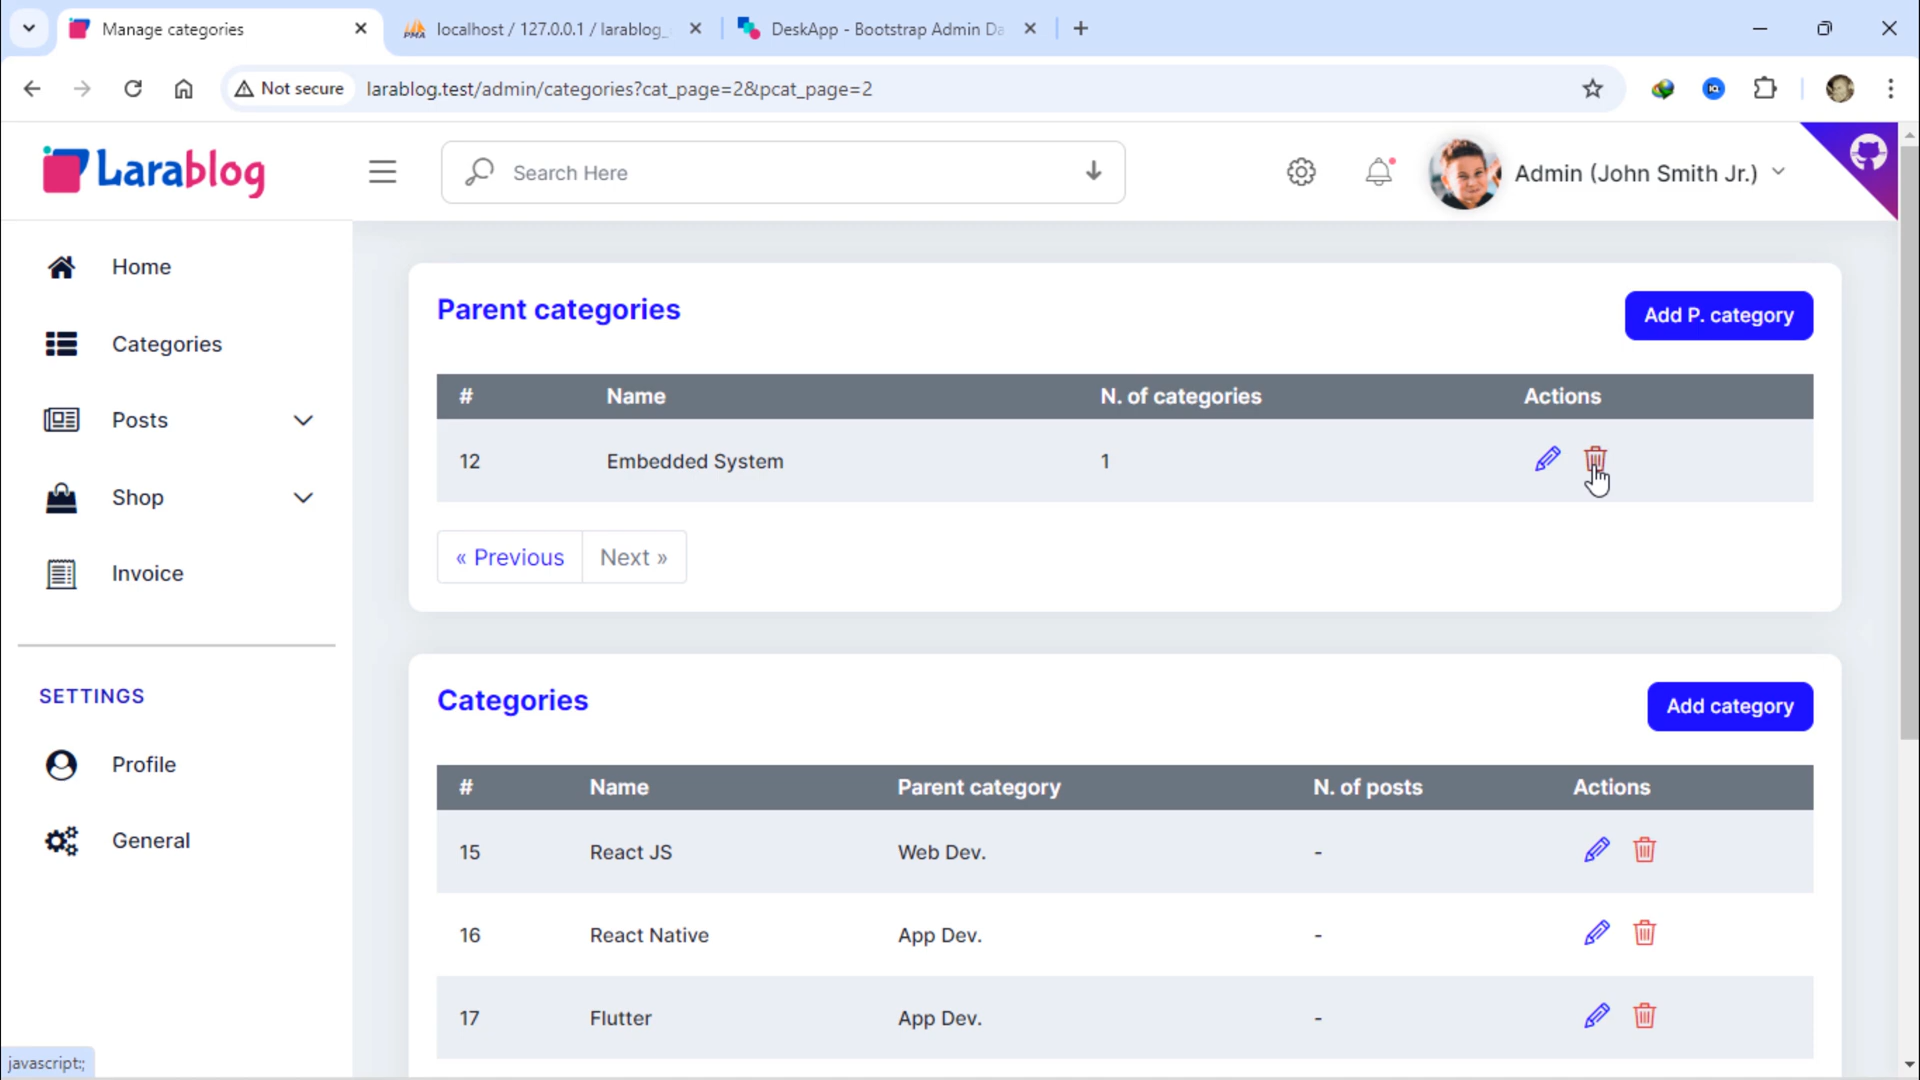 Manage categories
localhost / 127.0.0.1 / larablog_
DeskApp - Bootstrap Admin Da
Not secure
larablog.test/admin/categories?cat_page=2&pcat_page=2
Larablog
Search Here
Admin (John Smith Jr.)
Home
Categories
Posts
Shop
Invoice
SETTINGS
Profile
General
Parent categories
Add P. category
# Name N. of categories Actions
12 Embedded System 1
« Previous Next »
Categories
Add category
# Name Parent category N. of posts Actions
15 React JS Web Dev. -
16 React Native App Dev. -
17 Flutter App Dev. -
javascript:;